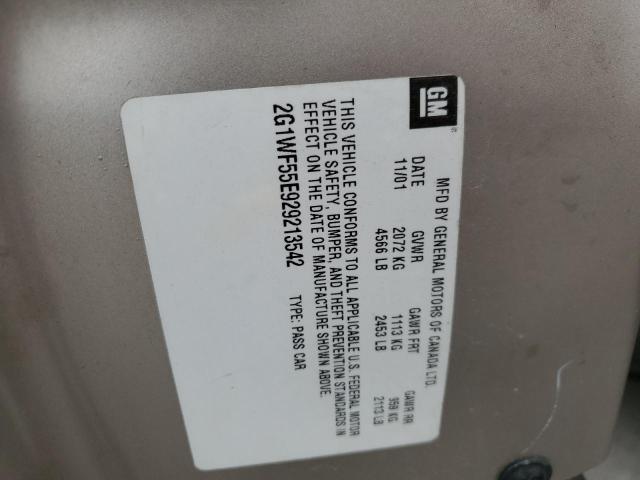 GM
MFD BY GENERAL MOTORS OF CANADA LTD.
DATE GVWR GAWR FRT GAWR RR
11/01 2072 KG 1113 KG 959 KG
4566 LB 2453 LB 2113 LB
THIS VEHICLE CONFORMS TO ALL APPLICABLE U.S. FEDERAL MOTOR
VEHICLE SAFETY, BUMPER, AND THEFT PREVENTION STANDARDS IN
EFFECT ON THE DATE OF MANUFACTURE SHOWN ABOVE.
2G1WF55E929213542 TYPE: PASS CAR